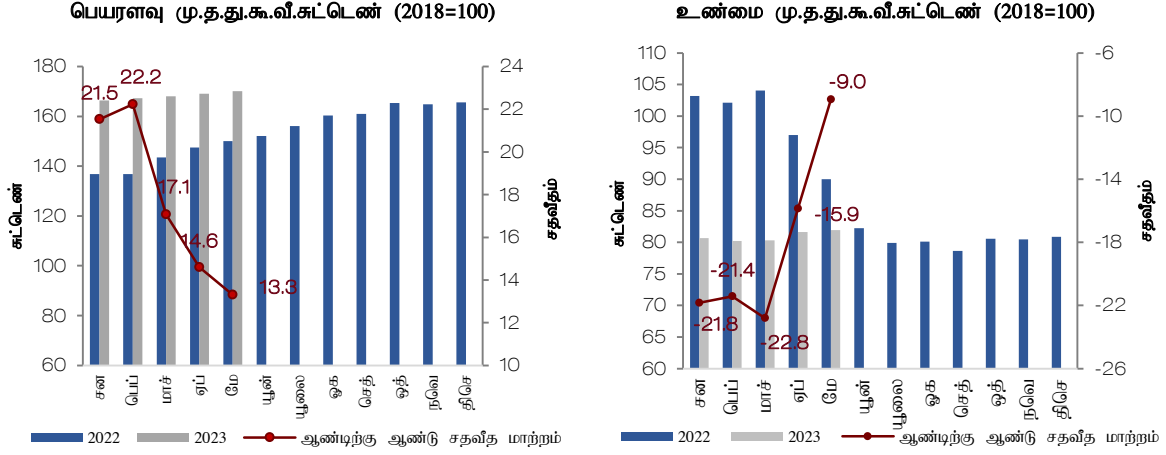 பெயரளவு மு.த.து.கூ.வீ.சுட்டெண் (2018=100)
180
160
140
120
100
80
60
24
22
20
18
16
14
12
10
21.5
22.2
17.1
14.6
13.3
சுட்டெண்
சதவீதம்
சன
பெப்
மாச்
ஏப்
மே
யூன்
யூலை
ஓக
செத்
ஒத்
நவெ
திசெ
2022
2023
ஆண்டிற்கு ஆண்டு சதவீத மாற்றம்
உண்மை மு.த.து.கூ.வீ.சுட்டெண் (2018=100)
110
105
100
95
90
85
80
75
70
65
60
-6
-10
-14
-18
-22
-26
-21.8
-21.4
-22.8
-15.9
-9.0
சுட்டெண்
சதவீதம்
சன
பெப்
மாச்
ஏப்
மே
யூன்
யூலை
ஓக
செத்
ஒத்
நவெ
திசெ
2022
2023
ஆண்டிற்கு ஆண்டு சதவீத மாற்றம்